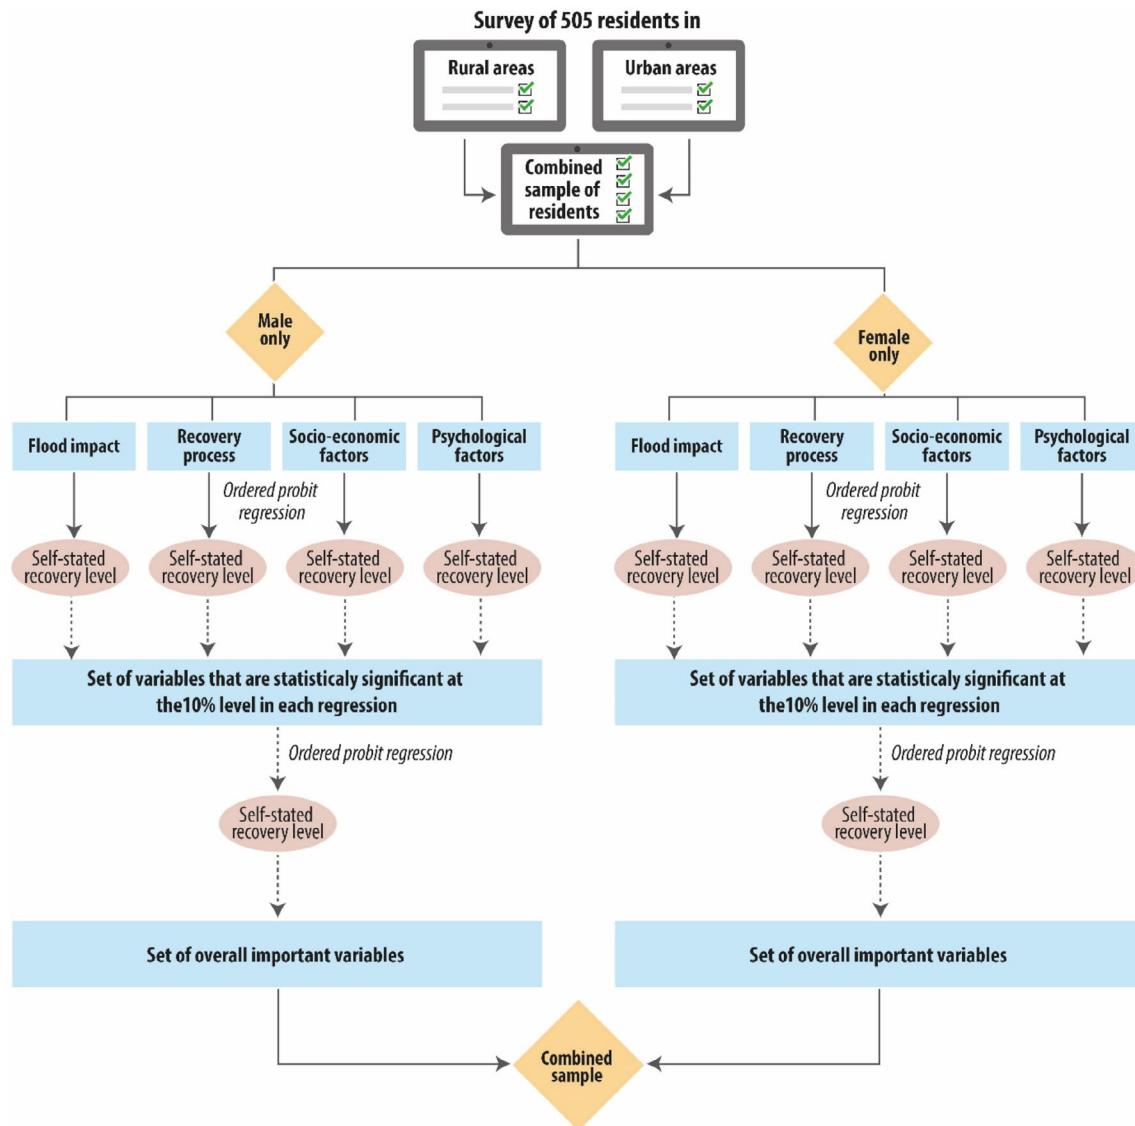 Survey of 505 residents in
Rural areas
Urban areas
Combined
sample of
residents
Male
only
Female
only
Flood impact
Recovery
process
Socio-economic
factors
Psychological
factors
Flood impact
Recovery
process
Socio-economic
factors
Psychological
factors
Ordered probit
regression
Ordered probit
regression
Self-stated
recovery level
Self-stated
recovery level
Self-stated
recovery level
Self-stated
recovery level
Self-stated
recovery level
Self-stated
recovery level
Self-stated
recovery level
Self-stated
recovery level
Set of variables that are statisticaly significant at
the10% level in each regression
Set of variables that are statisticaly significant at
the10% level in each regression
Ordered probit regression
Ordered probit regression
Self-stated
recovery level
Self-stated
recovery level
Set of overall important variables
Set of overall important variables
Combined
sample